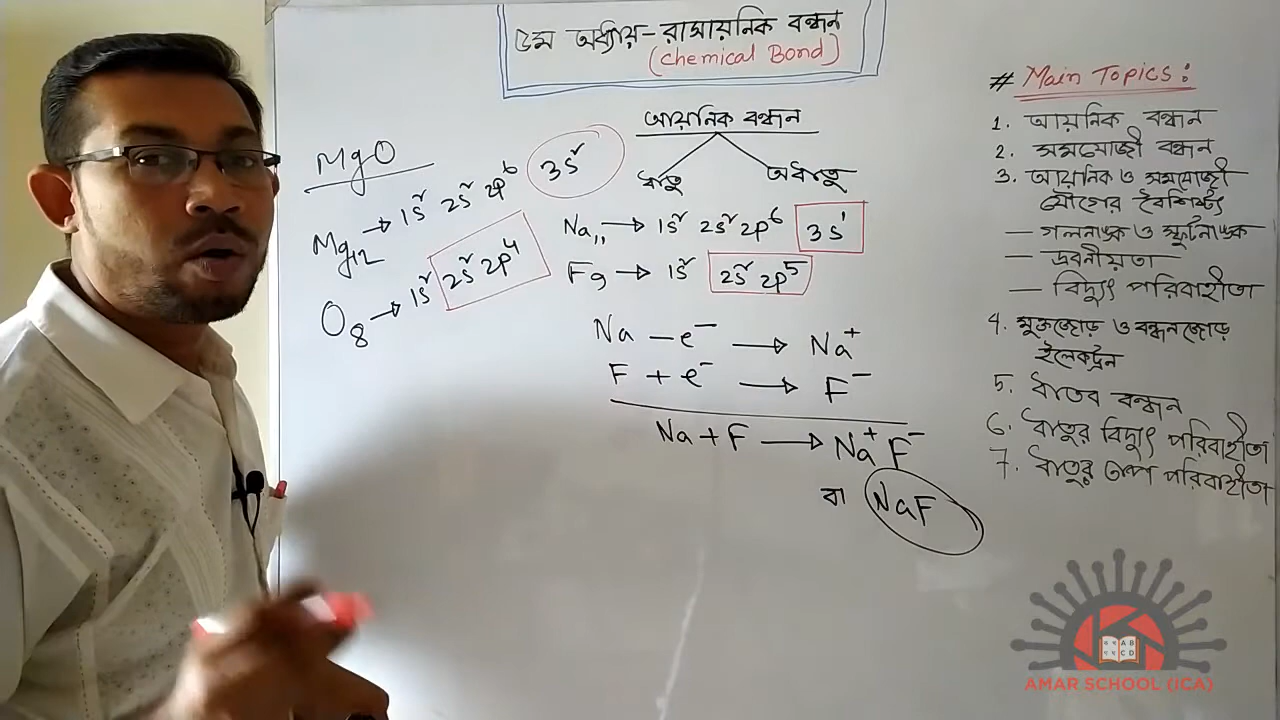 ৫ম অধ্যায়- রাসায়নিক বন্ধন
(Chemical Bond)
আয়নিক বন্ধন
ধাতু অধাতু
Na₁₁ → 1s² 2s² 2p⁶ 3s¹
F₉ → 1s² 2s² 2p⁵
Na – e⁻ → Na⁺
F + e⁻ → F⁻
Na + F → Na⁺ F⁻
বা NaF
MgO
Mg₁₂ → 1s² 2s² 2p⁶ 3s²
O₈ → 1s² 2s² 2p⁴
# Main Topics:
1. আয়নিক বন্ধন
2. সমযোজী বন্ধন
3. আয়নিক ও সমযোজী
যৌগের বৈশিষ্ট্য
— গলনাঙ্ক ও স্ফুটনাঙ্ক
— দ্রবনীয়তা
— বিদ্যুৎ পরিবাহীতা
4. মুক্তজোড় ও বন্ধনজোড়
ইলেকট্রন
5. ধাতব বন্ধন
6. ধাতুর বিদ্যুৎ পরিবাহীতা
7. ধাতুর তাপ পরিবাহীতা
AB
CD
AMAR SCHOOL (ICA)